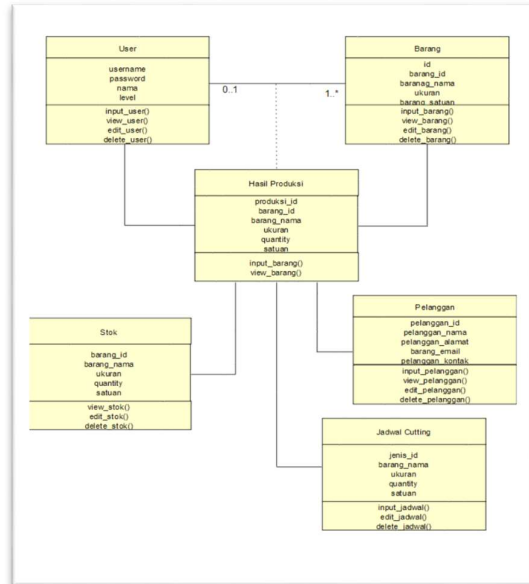 User
username
password
nama
level
input_user()
view_user()
edit_user()
delete_user()
0..1
1..*
Barang
id
barang_id
baranag_nama
ukuran
barang_satuan
input_barang()
view_barang()
edit_barang()
delete_barang()
Hasil Produksi
produksi_id
barang_id
barang_nama
ukuran
quantity
satuan
input_barang()
view_barang()
Stok
barang_id
barang_nama
ukuran
quantity
satuan
view_stok()
edit_stok()
delete_stok()
Pelanggan
pelanggan_id
pelanggan_nama
pelanggan_alamat
barang_email
pelanggan_kontak
input_pelanggan()
view_pelanggan()
edit_pelanggan()
delete_pelanggan()
Jadwal Cutting
jenis_id
barang_nama
ukuran
quantity
satuan
input_jadwal()
edit_jadwal()
delete_jadwal()